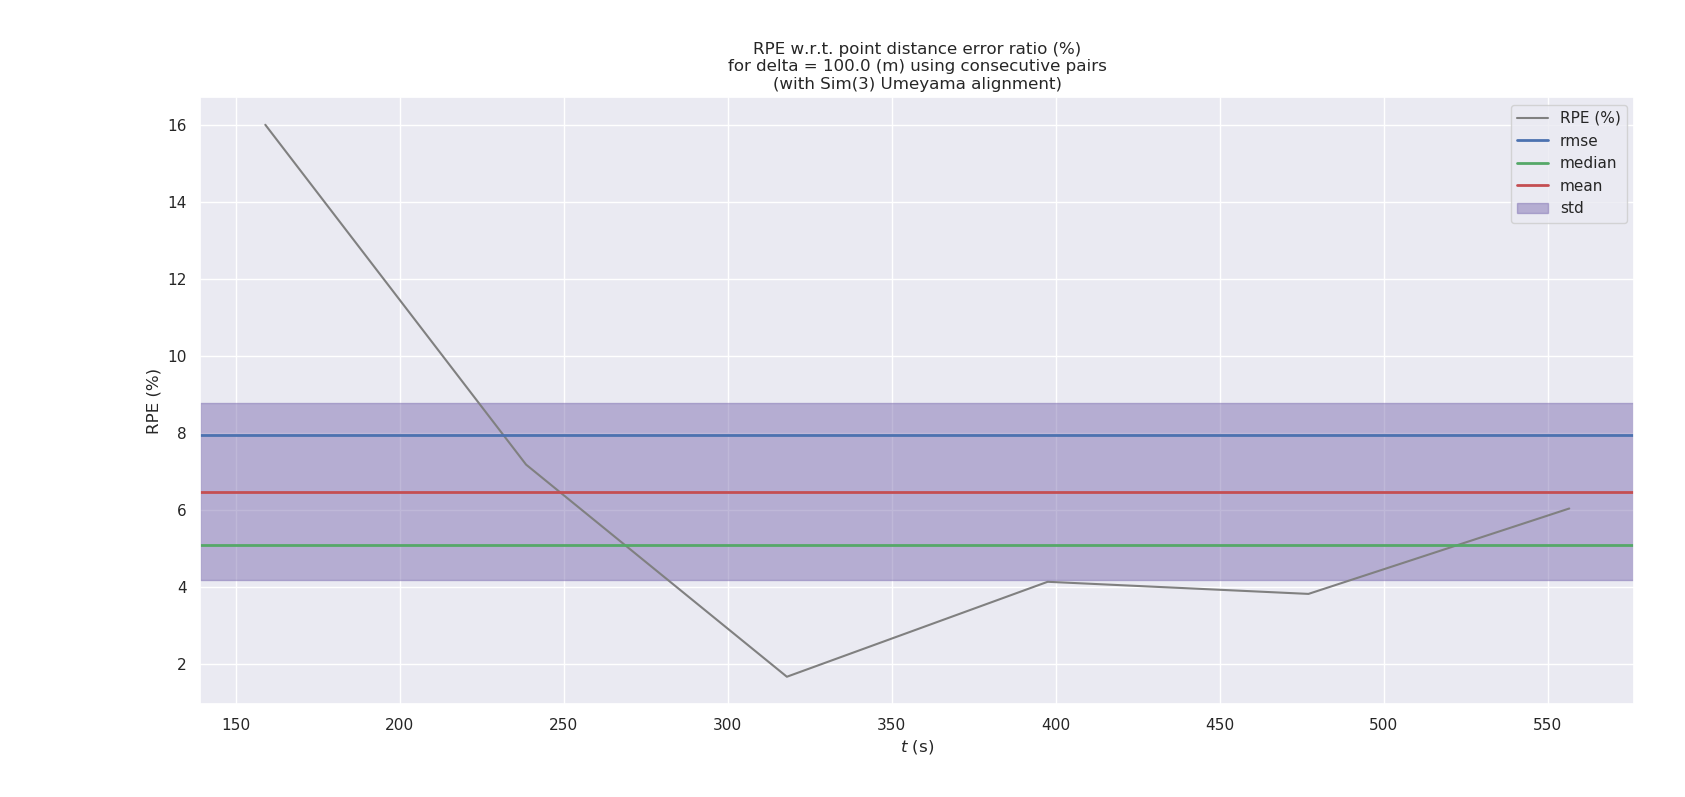 RPE w.r.t. point distance error ratio (%)
for delta = 100.0 (m) using consecutive pairs
(with Sim(3) Umeyama alignment)
RPE (%)
rmse
median
mean
std
RPE (%)
16
14
12
10
8
6
4
2
150
200
250
300
350
400
450
500
550
t (s)